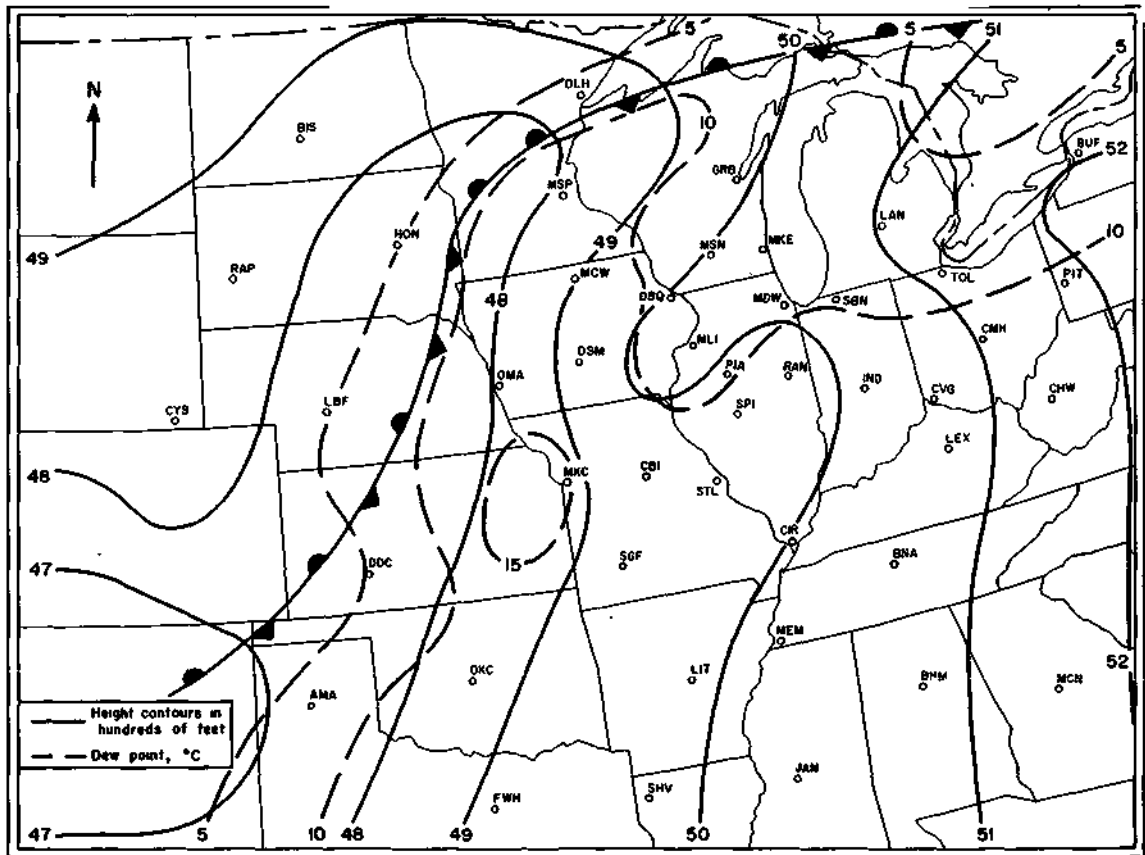 5
50
5
51
5
N
DLH
10
BIS
BUF
52
GRB
MSP
LAN
HON
10
49
49
MSN
MKE
RAP
MCW
TOL
PIT
48
DBQ
MDW
SBN
CMH
MLI
DSM
PIA
RAN
OMA
IND
CVG
CHW
LBF
SPI
CYS
LEX
48
MKC
CBI
STL
CIR
47
15
SGF
BNA
DDC
MEM
52
OKC
LIT
BHM
MCN
AMA
Height contours in
hundreds of feet
Dew point, °C
JAN
SHV
FWH
47
5
10
48
49
50
51